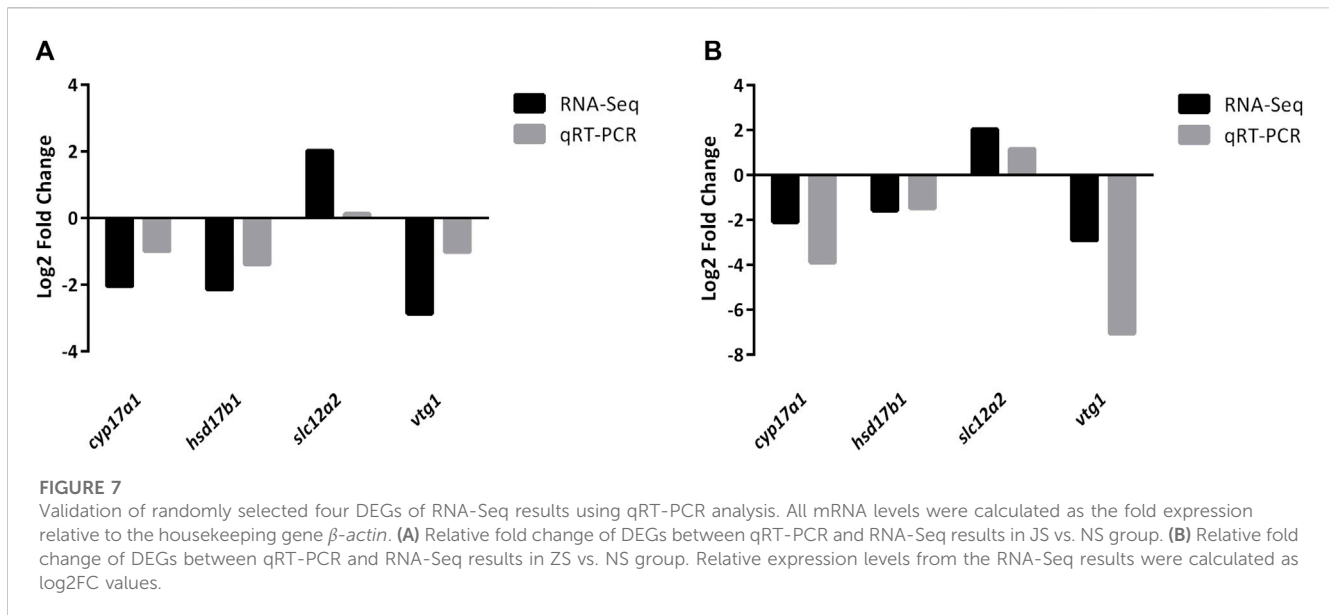 A
4
2
0
-2
-4
Log2 Fold Change
RNA-Seq
qRT-PCR
cyp17a1
hsd17b1
slc12a2
vtg1
B
4
2
0
-2
-4
-6
-8
Log2 Fold Change
RNA-Seq
qRT-PCR
cyp17a1
hsd17b1
slc12a2
vtg1
FIGURE 7
Validation of randomly selected four DEGs of RNA-Seq results using qRT-PCR analysis. All mRNA levels were calculated as the fold expression
relative to the housekeeping gene β-actin. (A) Relative fold change of DEGs between qRT-PCR and RNA-Seq results in JS vs. NS group. (B) Relative fold
change of DEGs between qRT-PCR and RNA-Seq results in ZS vs. NS group. Relative expression levels from the RNA-Seq results were calculated as
log2FC values.